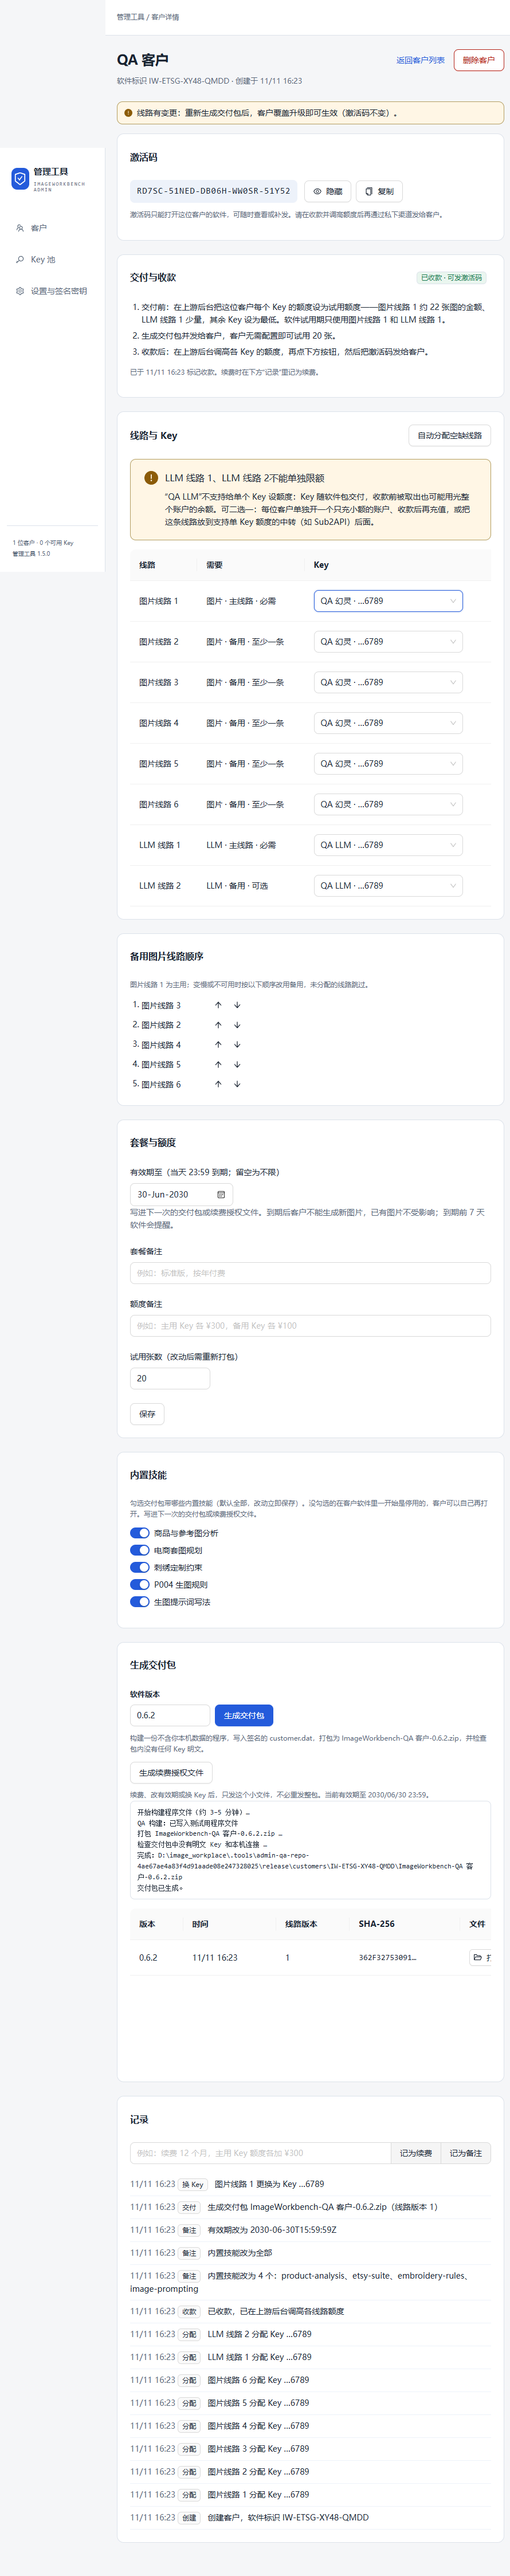 管理工具 / 客户详情
QA 客户
返回客户列表
删除客户
软件标识 IW-ETSG-XY48-QMDD · 创建于 11/11 16:23
线路有变更：重新生成交付包后，客户覆盖升级即可生效（激活码不变）。
管理工具
IMAGEWORKBENCH
ADMIN
客户
Key 池
设置与签名密钥
1 位客户 · 0 个可用 Key
管理工具 1.5.0
激活码
RD7SC-51NED-DB06H-WW0SR-51Y52
隐藏
复制
激活码只能打开这位客户的软件，可随时查看或补发。请在收款并调高额度后再通过私下渠道发给客户。
交付与收款
已收款 · 可发激活码
1. 交付前：在上游后台把这位客户每个 Key 的额度设为试用额度——图片线路 1 约 22 张图的金额、
LLM 线路 1 少量，其余 Key 设为最低。软件试用期只使用图片线路 1 和 LLM 线路 1。
2. 生成交付包并发给客户，客户无需配置即可试用 20 张。
3. 收款后：在上游后台调高各 Key 的额度，再点下方按钮，然后把激活码发给客户。
已于 11/11 16:23 标记收款。续费时在下方“记录”里记为续费。
线路与 Key
自动分配空缺线路
LLM 线路 1、LLM 线路 2不能单独限额
“QA LLM”不支持给单个 Key 设额度：Key 随软件包交付，收款前被取出也可能用光整
个账户的余额。可二选一：每位客户单独开一个只充小额的账户、收款后再充值，或把
这条线路放到支持单 Key 额度的中转（如 Sub2API）后面。
线路
需要
Key
图片线路 1
图片 · 主线路 · 必需
QA 幻灵 · …6789
图片线路 2
图片 · 备用 · 至少一条
QA 幻灵 · …6789
图片线路 3
图片 · 备用 · 至少一条
QA 幻灵 · …6789
图片线路 4
图片 · 备用 · 至少一条
QA 幻灵 · …6789
图片线路 5
图片 · 备用 · 至少一条
QA 幻灵 · …6789
图片线路 6
图片 · 备用 · 至少一条
QA 幻灵 · …6789
LLM 线路 1
LLM · 主线路 · 必需
QA LLM · …6789
LLM 线路 2
LLM · 备用 · 可选
QA LLM · …6789
备用图片线路顺序
图片线路 1 为主用；变慢或不可用时按以下顺序改用备用，未分配的线路跳过。
1. 图片线路 3
2. 图片线路 2
3. 图片线路 4
4. 图片线路 5
5. 图片线路 6
套餐与额度
有效期至（当天 23:59 到期；留空为不限）
30-Jun-2030
写进下一次的交付包或续费授权文件。到期后客户不能生成新图片，已有图片不受影响；到期前 7 天
软件会提醒。
套餐备注
例如：标准版，按年付费
额度备注
例如：主用 Key 各 ¥300，备用 Key 各 ¥100
试用张数（改动后需重新打包）
20
保存
内置技能
勾选交付包带哪些内置技能（默认全部，改动立即保存）。没勾选的在客户软件里一开始是停用的，客户可以自己再打
开。写进下一次的交付包或续费授权文件。
商品与参考图分析
电商套图规划
刺绣定制约束
P004 生图规则
生图提示词写法
生成交付包
软件版本
0.6.2
生成交付包
构建一份不含你本机数据的程序，写入签名的 customer.dat，打包为 ImageWorkbench-QA 客户-0.6.2.zip，并检查
包内没有任何 Key 明文。
生成续费授权文件
续费、改有效期或换 Key 后，只发这个小文件，不必重发整包。当前有效期至 2030/06/30 23:59。
开始构建程序文件（约 3-5 分钟）…
QA 构建：已写入测试用程序文件
打包 ImageWorkbench-QA 客户-0.6.2.zip …
检查交付包中没有明文 Key 和本机连接 …
完成：D:\image_workplace\.tools\admin-qa-repo-
4ae67ae4a83f4d91aade08e247328025\release\customers\IW-ETSG-XY48-QMDD\ImageWorkbench-QA 客
户-0.6.2.zip
交付包已生成。
版本
时间
线路版本
SHA-256
文件
0.6.2
11/11 16:23
1
362F32753091…
记录
例如：续费 12 个月，主用 Key 额度各加 ¥300
记为续费
记为备注
11/11 16:23 换 Key 图片线路 1 更换为 Key …6789
11/11 16:23 交付 生成交付包 ImageWorkbench-QA 客户-0.6.2.zip（线路版本 1）
11/11 16:23 备注 有效期改为 2030-06-30T15:59:59Z
11/11 16:23 备注 内置技能改为全部
11/11 16:23 备注 内置技能改为 4 个：product-analysis、etsy-suite、embroidery-rules、
image-prompting
11/11 16:23 收款 已收款，已在上游后台调高各线路额度
11/11 16:23 分配 LLM 线路 2 分配 Key …6789
11/11 16:23 分配 LLM 线路 1 分配 Key …6789
11/11 16:23 分配 图片线路 6 分配 Key …6789
11/11 16:23 分配 图片线路 5 分配 Key …6789
11/11 16:23 分配 图片线路 4 分配 Key …6789
11/11 16:23 分配 图片线路 3 分配 Key …6789
11/11 16:23 分配 图片线路 2 分配 Key …6789
11/11 16:23 分配 图片线路 1 分配 Key …6789
11/11 16:23 创建 创建客户，软件标识 IW-ETSG-XY48-QMDD